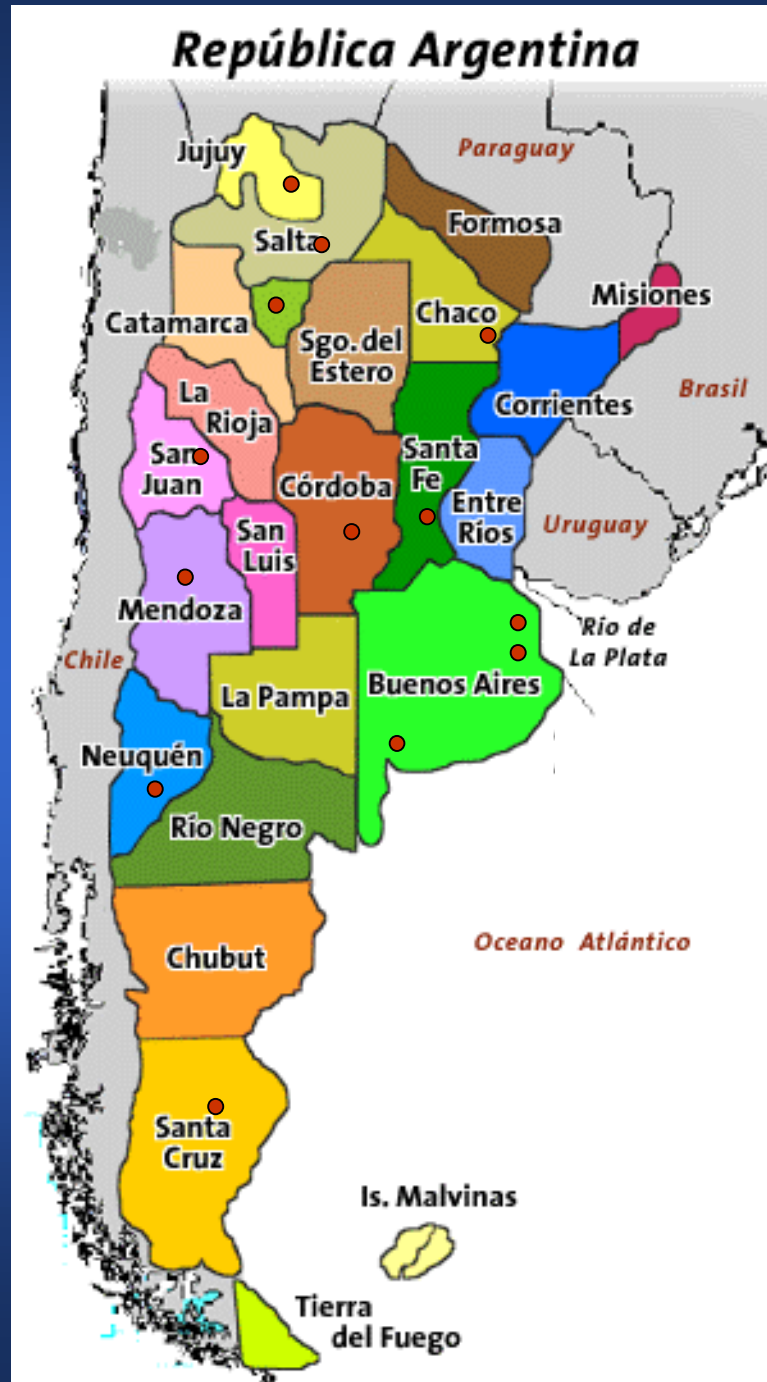 República Argentina
Jujuy
Paraguay
Salta
Formosa
Misiones
Catamarca
Chaco
Sgo. del
Estero
La
Rioja
Brasil
Corrientes
San
Juan
Santa
Fe
Córdoba
Entre
Ríos
San
Luis
Uruguay
Mendoza
Río de
La Plata
Chile
La Pampa
Buenos Aires
Neuquén
Río Negro
Chubut
Oceano Atlántico
Santa
Cruz
Is. Malvinas
Tierra
del Fuego